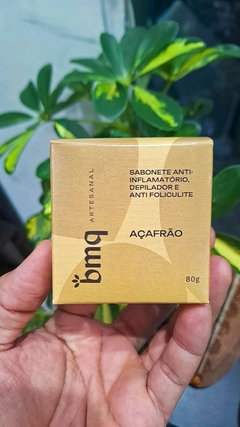 bmq
ARTESANAL
SABONETE ANTI-
INFLAMATÓRIO,
DEPILADOR E
ANTI FOLICULITE
AÇAFRÃO
80g